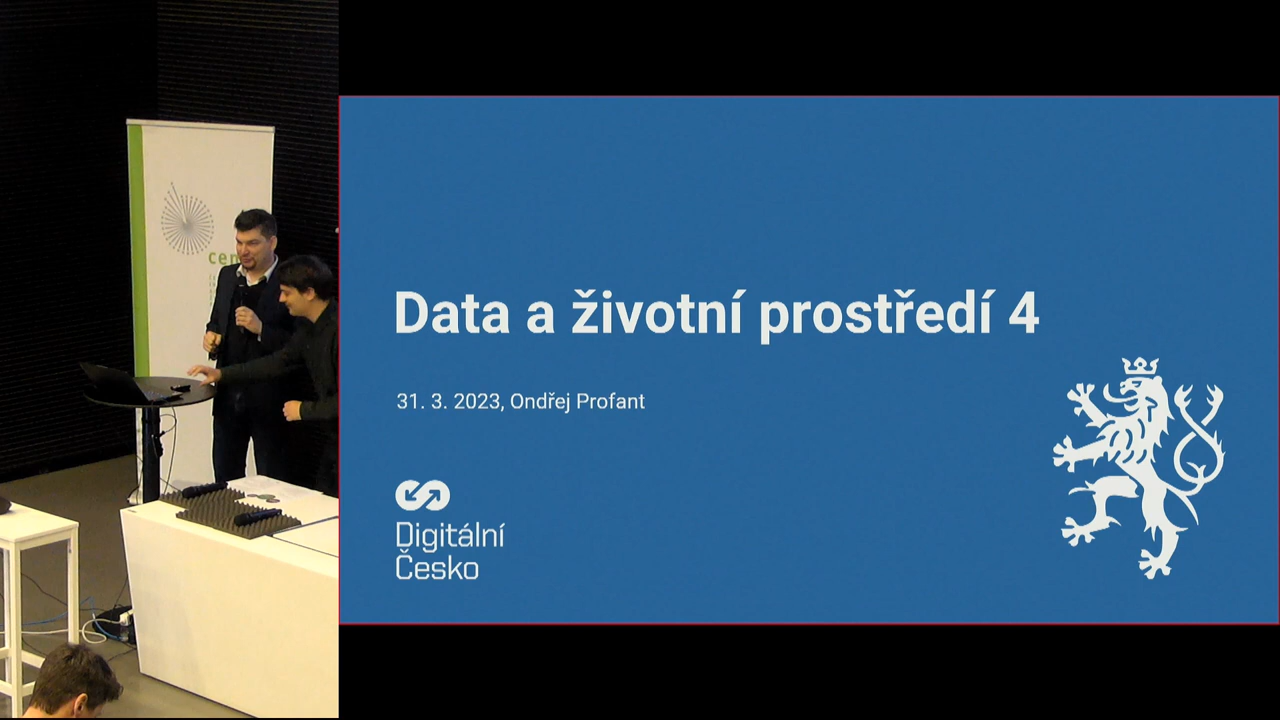 Data a životní prostředí 4
31. 3. 2023, Ondřej Profant
Digitální
Česko